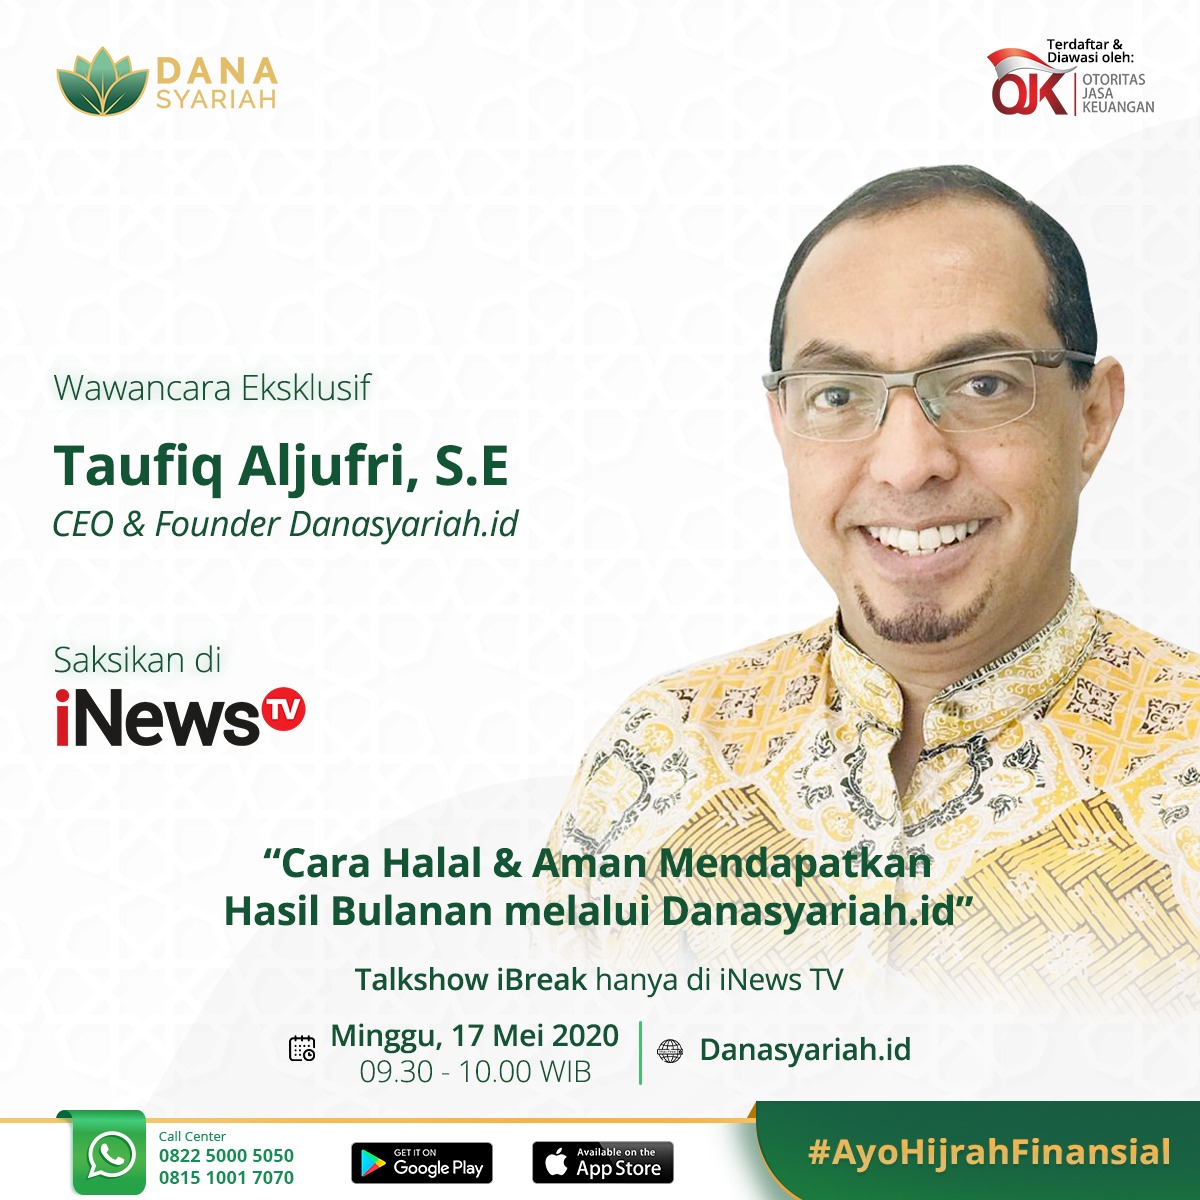 DANA
SYARIAH
Terdaftar &
Diawasi oleh:
OJK
OTORITAS
JASA
KEUANGAN
Wawancara Eksklusif
Taufiq Aljufri, S.E
CEO & Founder Danasyariah.id
Saksikan di
iNews TV
“Cara Halal & Aman Mendapatkan
Hasil Bulanan melalui Danasyariah.id”
Talkshow iBreak hanya di iNews TV
Minggu, 17 Mei 2020
09.30 - 10.00 WIB
Danasyariah.id
Call Center
0822 5000 5050
0815 1001 7070
GET IT ON
Google Play
Available on the
App Store
#AyoHijrahFinansial